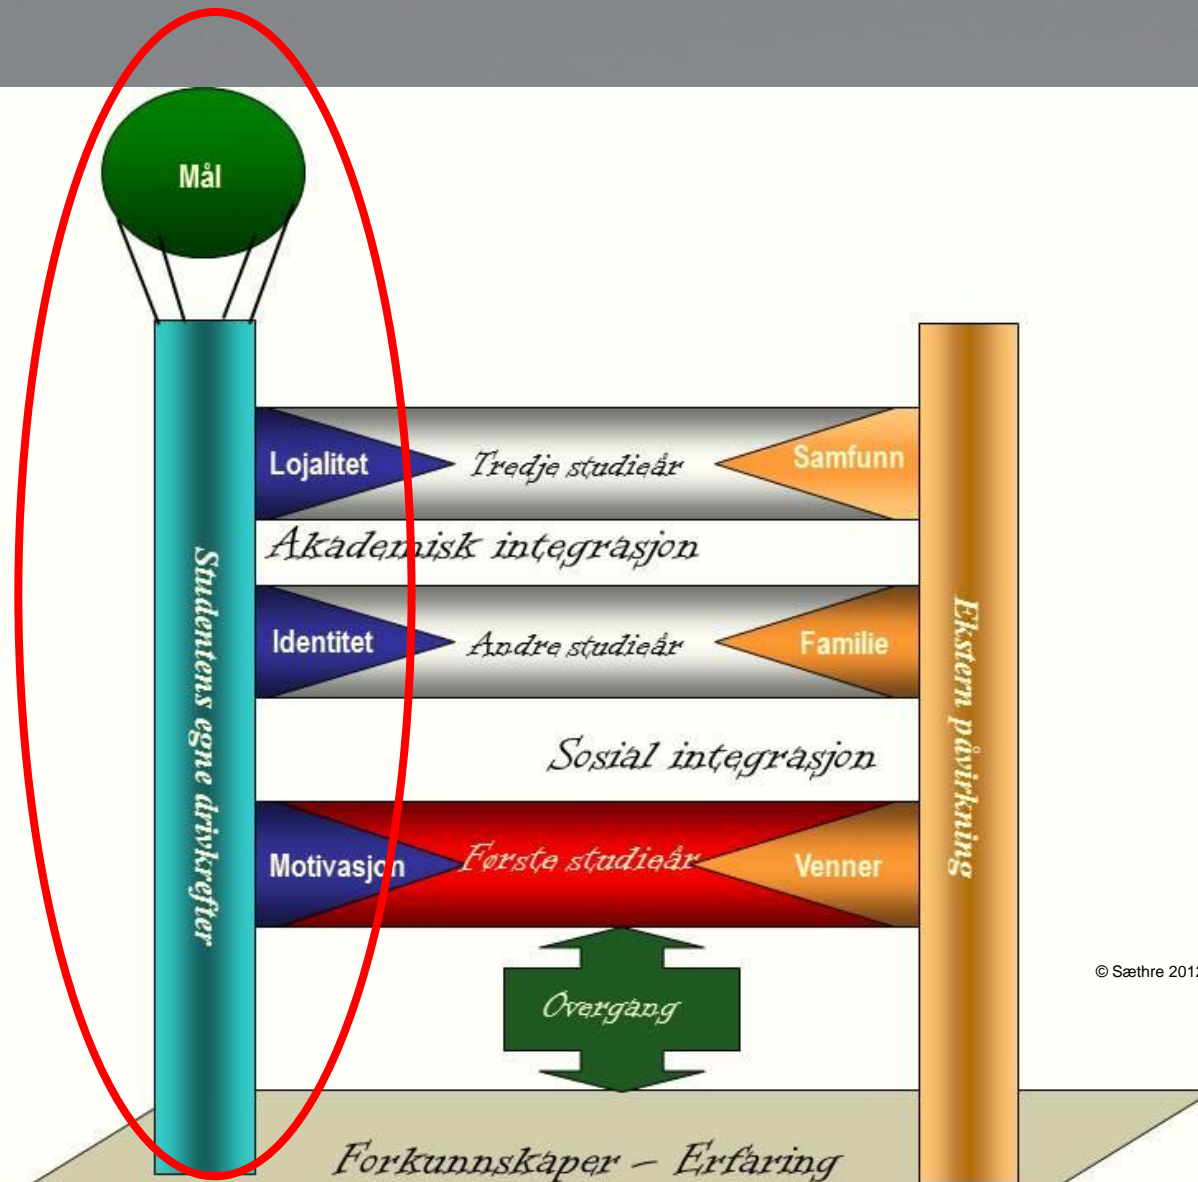 Mål
Lojalitet
Tredje studieår
Samfunn
Akademisk integrasjon
Studentens egne drivkrefter
Identitet
Andre studieår
Familie
Ekstern påvirkning
Sosial integrasjon
Motivasjon
Første studieår
Venner
© Sæthre 2012
Overgang
Forkunnskaper – Erfaring